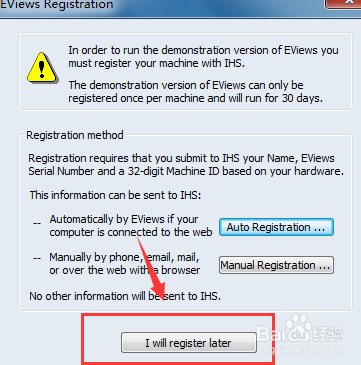 EViews Registration
In order to run the demonstration version of EViews you
must register your machine with IHS.
The demonstration version of EViews can only be
registered once per machine and will run for 30 days.
Registration method
Registration requires that you submit to IHS your Name, EViews
Serial Number and a 32-digit Machine ID based on your hardware.
This information can be sent to IHS:
-- Automatically by EViews if your
computer is connected to the web
Auto Registration ...
-- Manually by phone, email, mail,
or over the web with a browser
Manual Registration ...
No other information will be sent to IHS.
I will register later
Baidu 经验